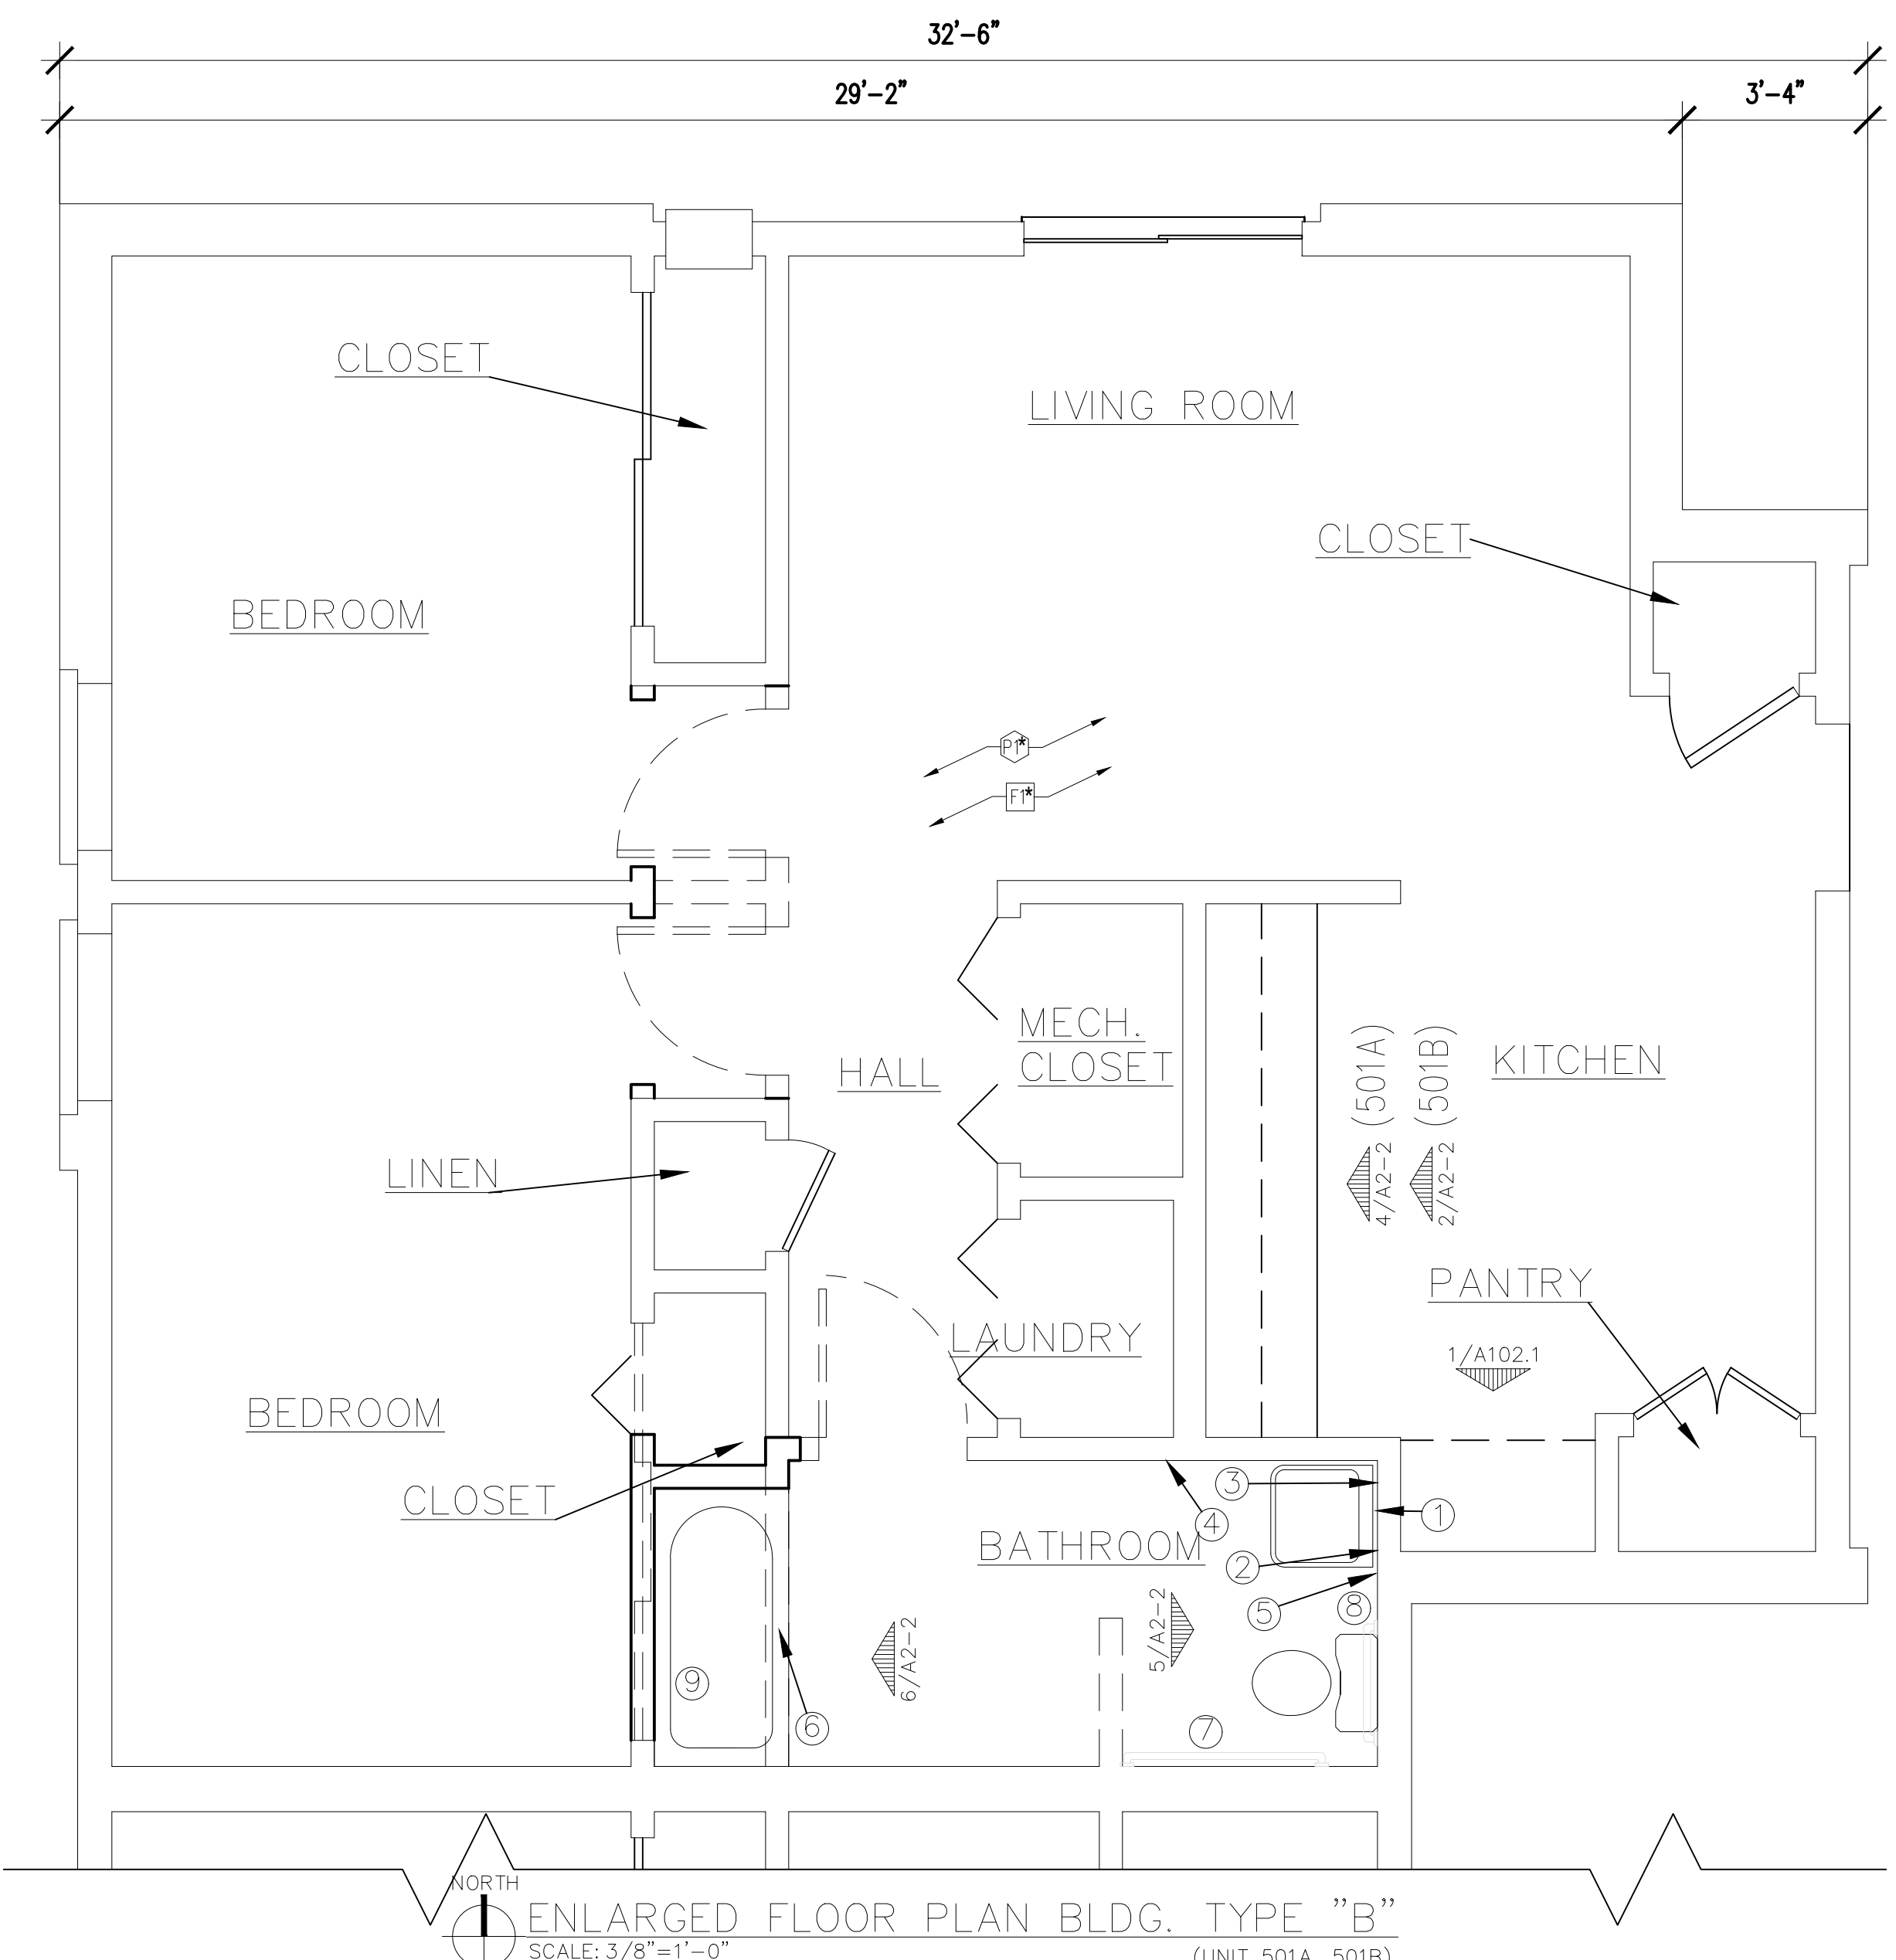 32'-6"
29'-2"
3'-4"
CLOSET
LIVING ROOM
CLOSET
BEDROOM
P1*
F1*
MECH.
CLOSET
HALL
KITCHEN
4/A2-2 (501A)
2/A2-2 (501B)
LINEN
PANTRY
1/A102.1
LAUNDRY
BEDROOM
CLOSET
BATHROOM
3
4
1
2
5
8
5/A2-2
6/A2-2
9
6
7
NORTH
ENLARGED FLOOR PLAN BLDG. TYPE "B"
SCALE: 3/8"=1'-0"
(UNIT 501A, 501B)